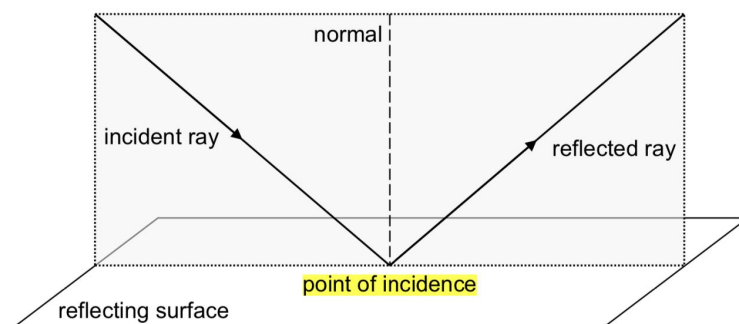 normal
incident ray
reflected ray
point of incidence
reflecting surface